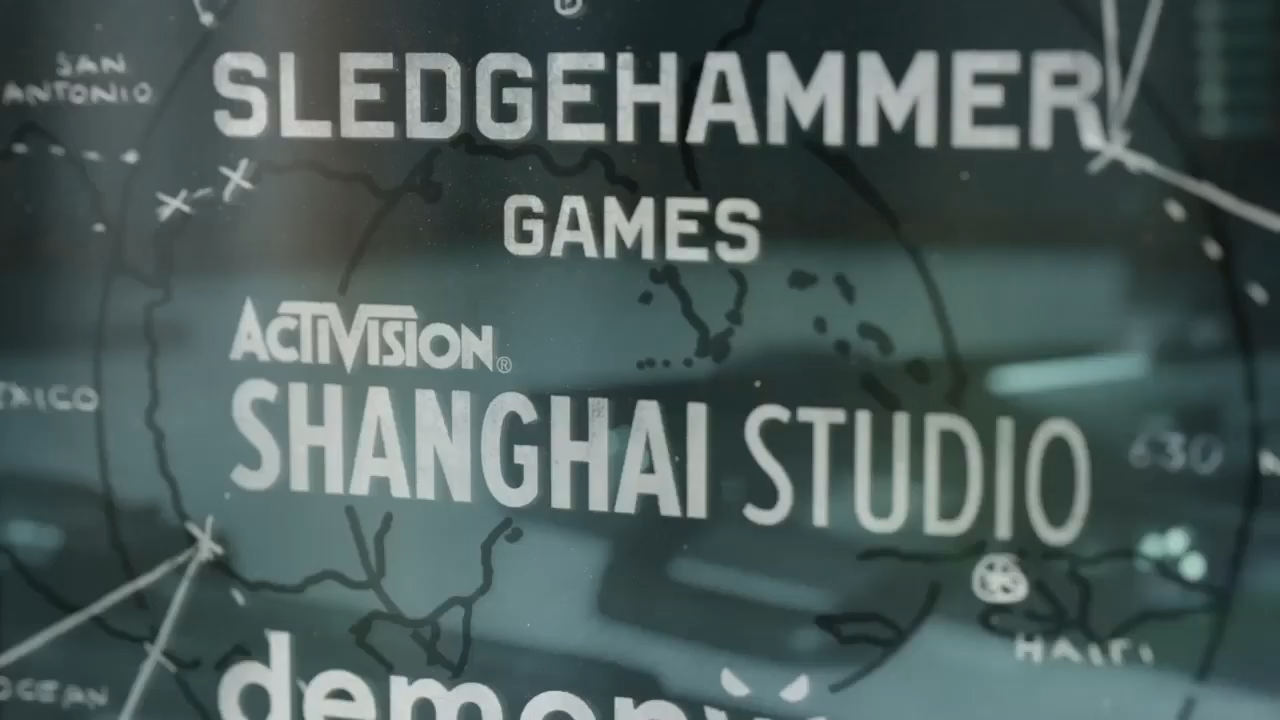 SAN
ANTONIO
SLEDGEHAMMER
GAMES
ACTIVISION®
SHANGHAI STUDIO
630
HAITI
OCEAN